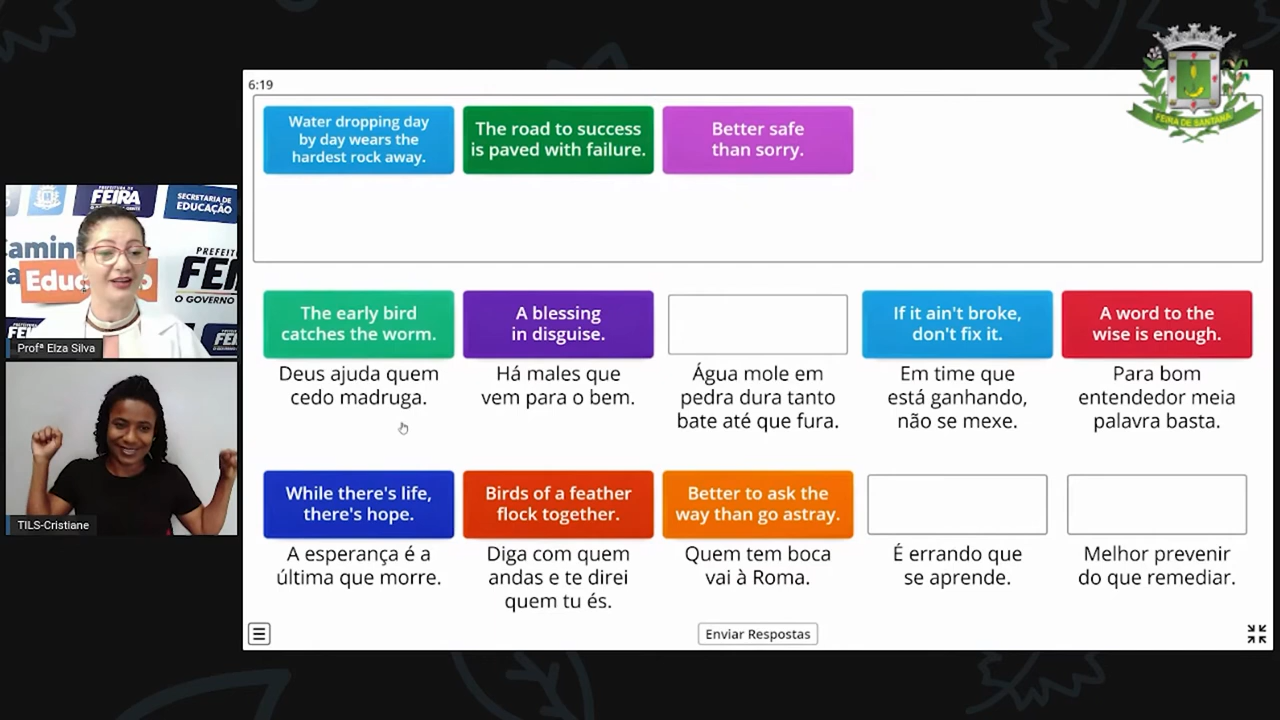 6:19
Water dropping day
by day wears the
hardest rock away.
The road to success
is paved with failure.
Better safe
than sorry.
FEIRA DE SANTANA
The early bird
catches the worm.
A blessing
in disguise.
If it ain't broke,
don't fix it.
A word to the
wise is enough.
Deus ajuda quem
cedo madruga.
Há males que
vem para o bem.
Água mole em
pedra dura tanto
bate até que fura.
Em time que
está ganhando,
não se mexe.
Para bom
entendedor meia
palavra basta.
While there's life,
there's hope.
Birds of a feather
flock together.
Better to ask the
way than go astray.
A esperança é a
última que morre.
Diga com quem
andas e te direi
quem tu és.
Quem tem boca
vai à Roma.
É errando que
se aprende.
Melhor prevenir
do que remediar.
Enviar Respostas
FEIRA
SECRETARIA DE
EDUCAÇÃO
Profª Elza Silva
TILS-Cristiane